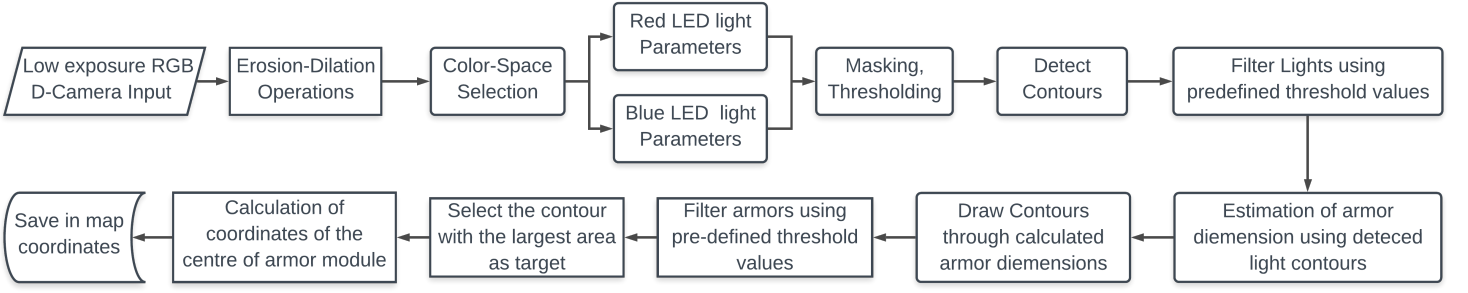 Low exposure RGB
D-Camera Input
Erosion-Dilation
Operations
Color-Space
Selection
Red LED light
Parameters
Blue LED  light
Parameters
Masking,
Thresholding
Detect
Contours
Filter Lights using
predefined threshold values
Estimation of armor
diemension using deteced
light contours
Draw Contours
through calculated
armor diemensions
Filter armors using
pre-defined threshold
values
Select the contour
with the largest area
as target
Calculation of
coordinates of the
centre of armor module
Save in map
coordinates